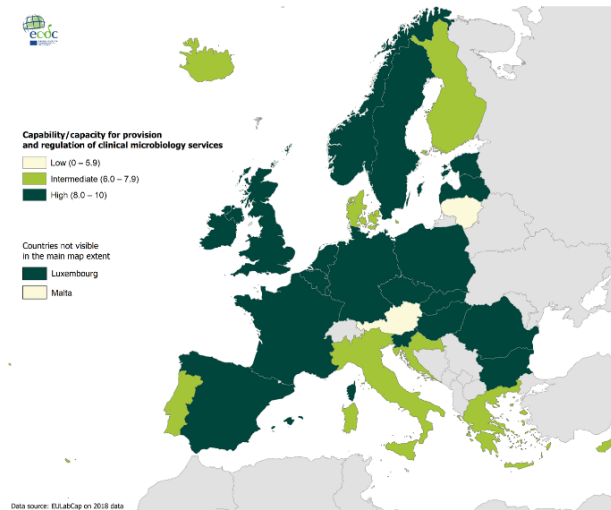 ecdc
Capability/capacity for provision
and regulation of clinical microbiology services
Low (0 – 5.9)
Intermediate (6.0 – 7.9)
High (8.0 – 10)
Countries not visible
in the main map extent
Luxembourg
Malta
Data source: EULabCap on 2018 data